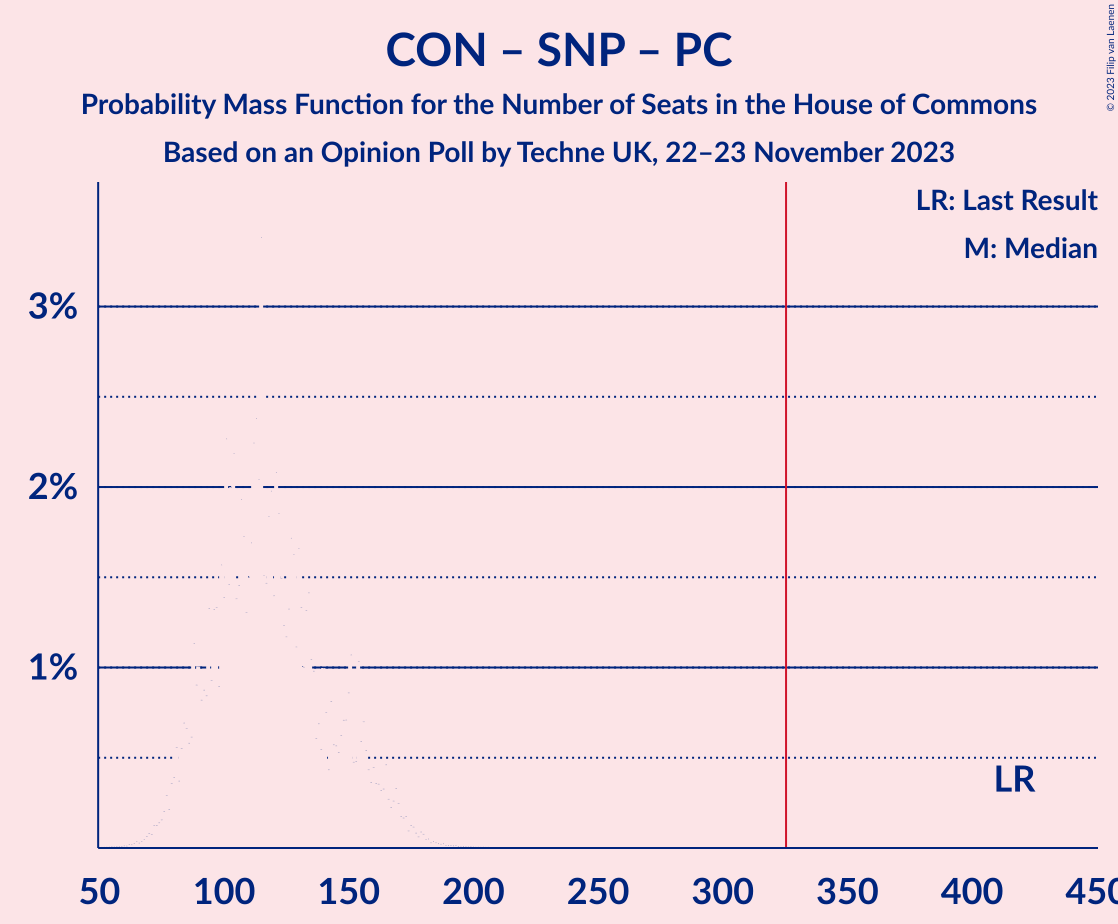 CON – SNP – PC
Probability Mass Function for the Number of Seats in the House of Commons
Based on an Opinion Poll by Techne UK, 22–23 November 2023
© 2023 Filip van Laenen
LR: Last Result
M: Median
3%
2%
1%
LR
50 100 150 200 250 300 350 400 450